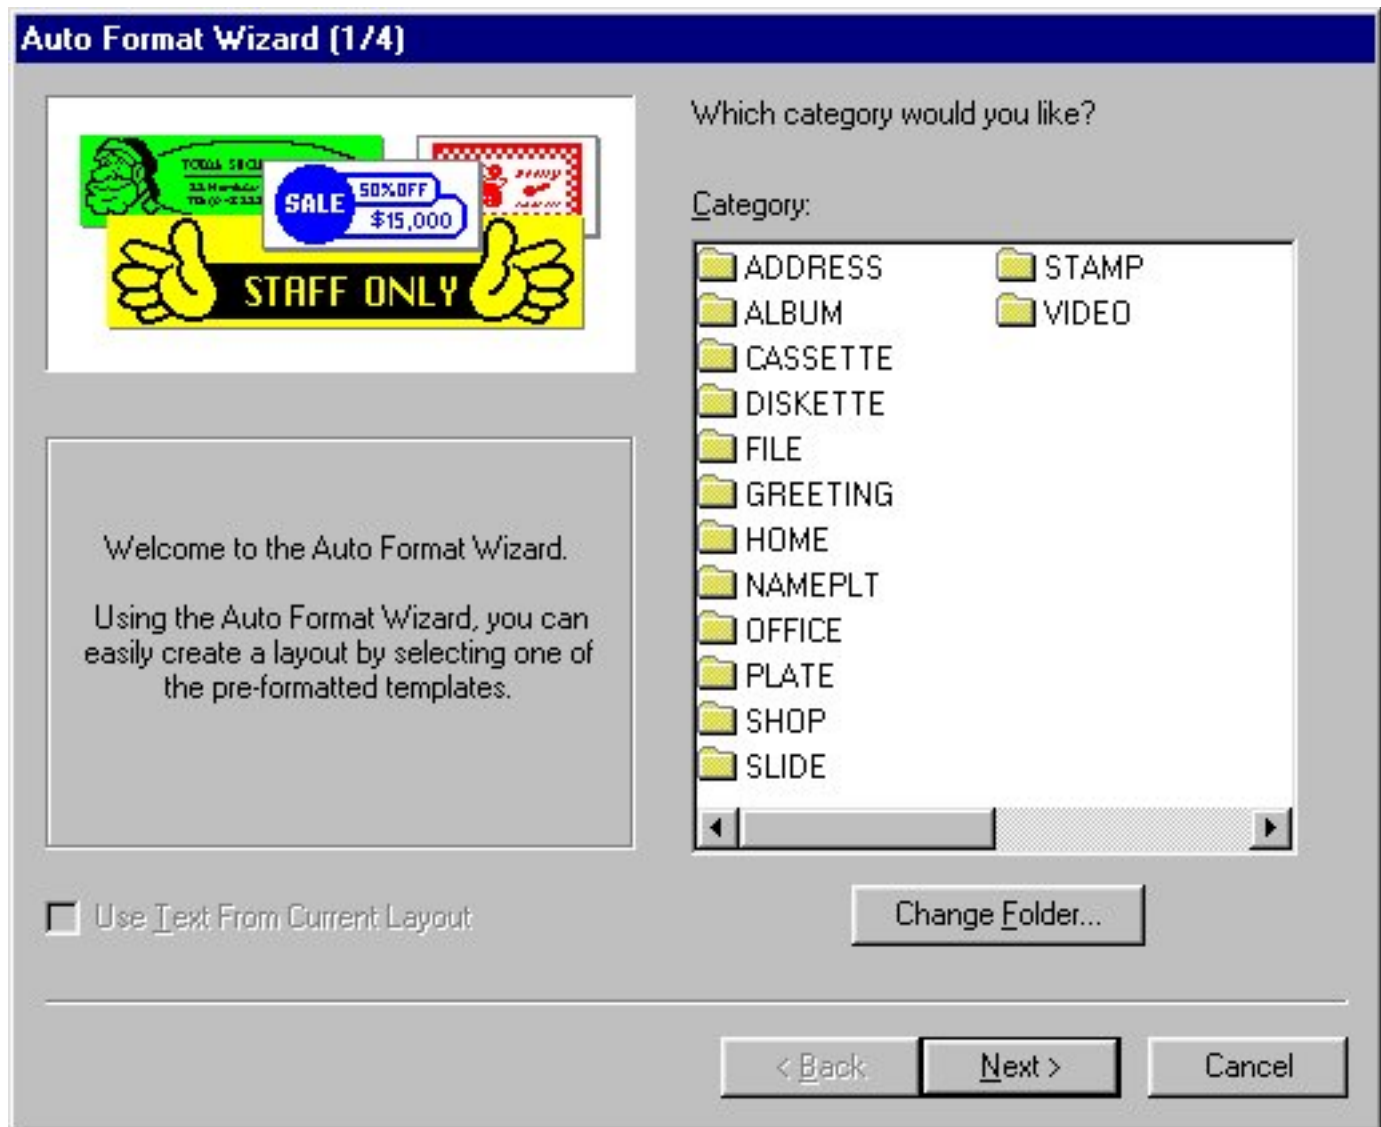 Auto Format Wizard (1/4)
SALE
50%OFF
$15,000
STAFF ONLY
Welcome to the Auto Format Wizard.
Using the Auto Format Wizard, you can
easily create a layout by selecting one of
the pre-formatted templates.
Use Text From Current Layout
Which category would you like?
Category:
ADDRESS
ALBUM
CASSETTE
DISKETTE
FILE
GREETING
HOME
NAMEPLT
OFFICE
PLATE
SHOP
SLIDE
STAMP
VIDEO
Change Folder...
< Back
Next >
Cancel